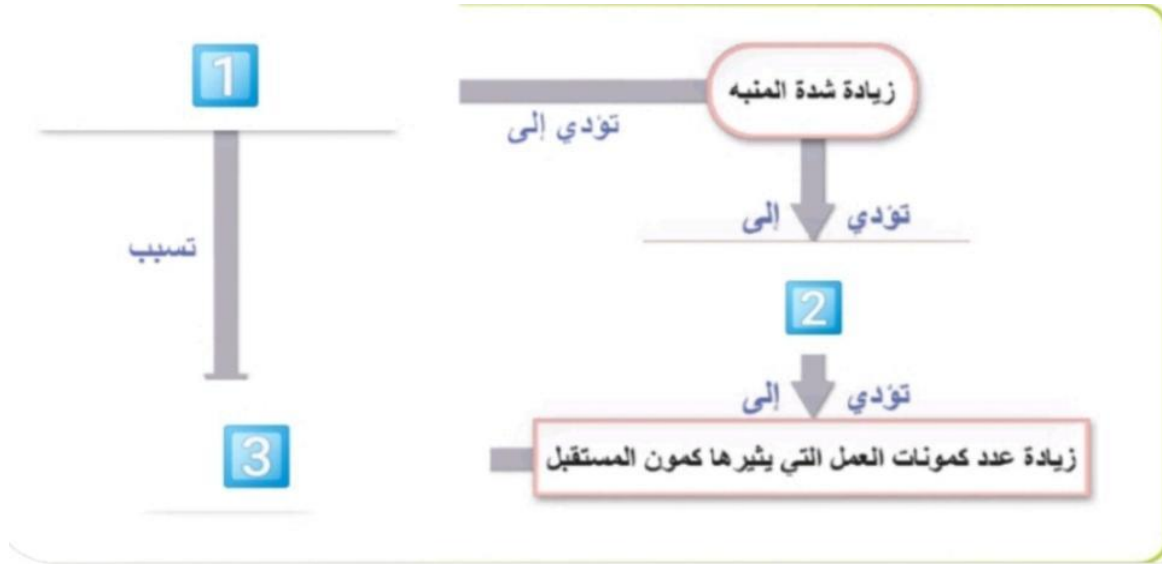 زيادة شدة المنبه
1
تؤدي إلى
تؤدي إلى
تسبب
2
تؤدي إلى
زيادة عدد كمونات العمل التي يثيرها كمون المستقبل
3